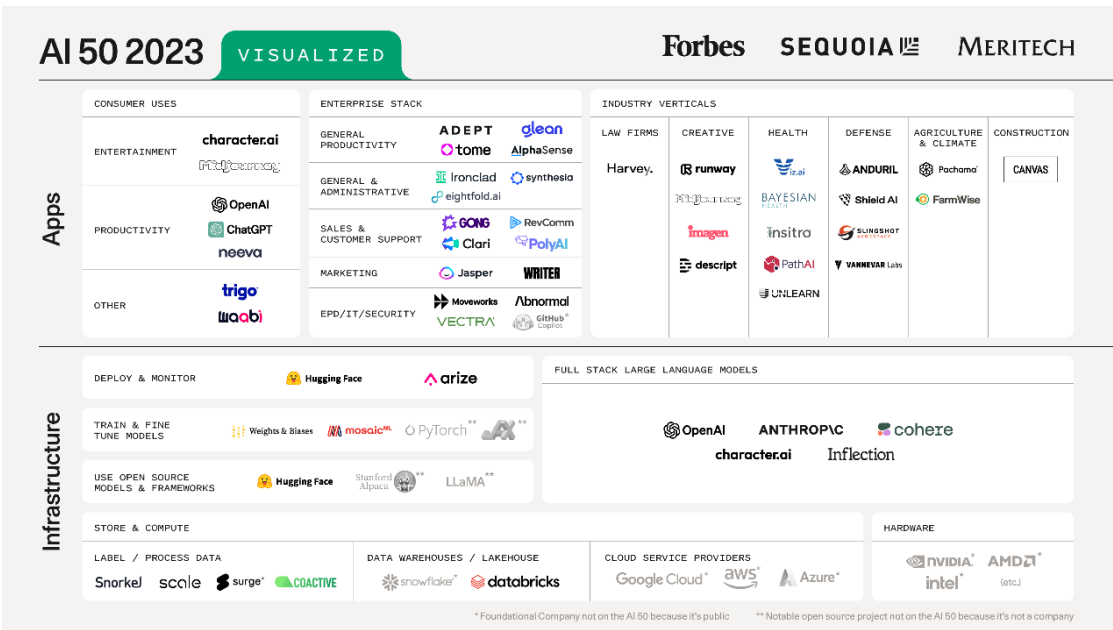 AI 50 2023
VISUALIZED
Forbes
SEQUOIA
MERITECH
Apps
CONSUMER USES
ENTERTAINMENT
character.ai
Midjourney
PRODUCTIVITY
OpenAI
ChatGPT
neeva
OTHER
trigo
waabi
ENTERPRISE STACK
GENERAL
PRODUCTIVITY
ADEPT glean
tome AlphaSense
GENERAL &
ADMINISTRATIVE
Ironclad synthesia
eightfold.ai
SALES &
CUSTOMER SUPPORT
GONG RevComm
Clari PolyAI
MARKETING
Jasper WRITER
EPD/IT/SECURITY
Moveworks Abnormal
VECTRA GitHub*
Copilot
INDUSTRY VERTICALS
LAW FIRMS
Harvey.
CREATIVE
runway
Midjourney
imagen
descript
HEALTH
viz.ai
BAYESIAN
HEALTH
insitro
PathAI
UNLEARN
DEFENSE
ANDURIL
Shield AI
SLINGSHOT
AEROSPACE
VANNEVAR Labs
AGRICULTURE
& CLIMATE
Pachama
FarmWise
CONSTRUCTION
CANVAS
Infrastructure
DEPLOY & MONITOR
Hugging Face arize
TRAIN & FINE
TUNE MODELS
Weights & Biases mosaicML PyTorch** JAX**
USE OPEN SOURCE
MODELS & FRAMEWORKS
Hugging Face Stanford
Alpaca** LLaMA**
FULL STACK LARGE LANGUAGE MODELS
OpenAI ANTHROP\C cohere
character.ai Inflection
STORE & COMPUTE
LABEL / PROCESS DATA
Snorkel scale surge* COACTIVE
DATA WAREHOUSES / LAKEHOUSE
snowflake* databricks
CLOUD SERVICE PROVIDERS
Google Cloud* aws* Azure*
HARDWARE
NVIDIA* AMD*
intel* (etc.)
* Foundational Company not on the AI 50 because it's public ** Notable open source project not on the AI 50 because it's not a company